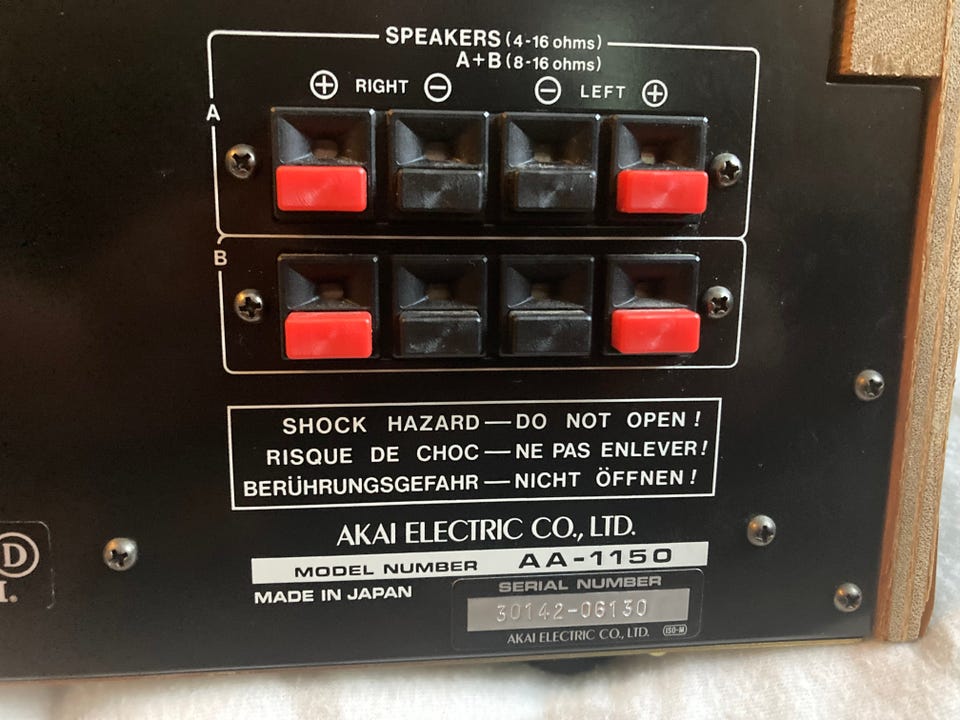 SPEAKERS (4-16 ohms)
A+B (8-16 ohms)
+ RIGHT − − LEFT +
A
B
SHOCK HAZARD — DO NOT OPEN !
RISQUE DE CHOC — NE PAS ENLEVER!
BERÜHRUNGSGEFAHR — NICHT ÖFFNEN !
AKAI ELECTRIC CO., LTD.
MODEL NUMBER AA-1150
MADE IN JAPAN
SERIAL NUMBER
30142-06130
AKAI ELECTRIC CO., LTD. ISO-M
D